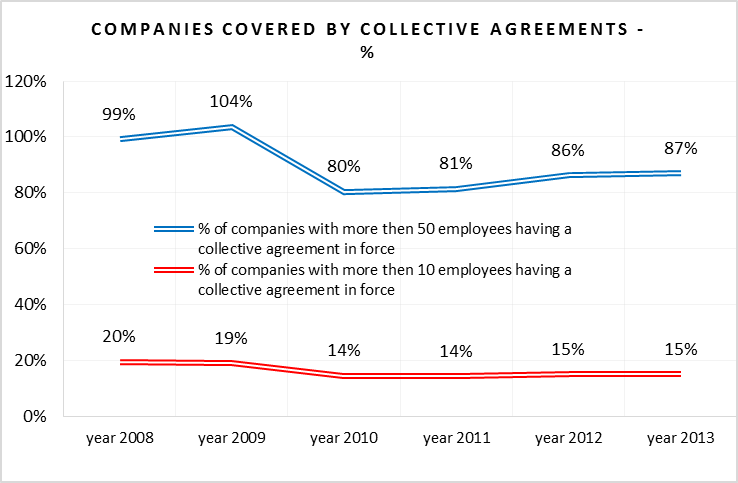 COMPANIES COVERED BY COLLECTIVE AGREEMENTS -
%
120%
100%
80%
60%
40%
20%
0%
99%
104%
80%
81%
86%
87%
% of companies with more then 50 employees having a
collective agreement in force
% of companies with more then 10 employees having a
collective agreement in force
20%
19%
14%
14%
15%
15%
year 2008
year 2009
year 2010
year 2011
year 2012
year 2013